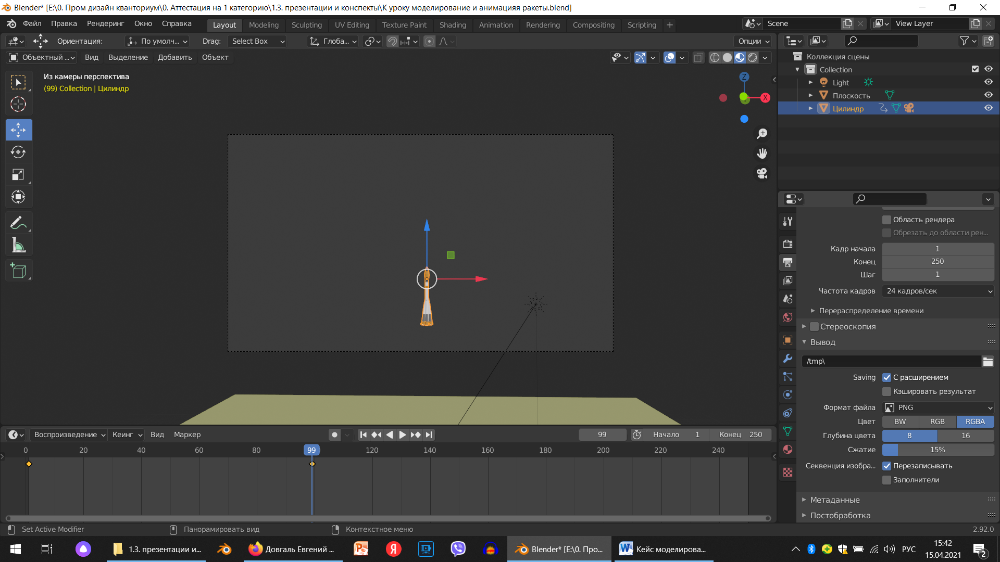 Blender* [E:\0. Пром дизайн кванториум\0. Аттестация на 1 категорию\1.3. презентации и конспекты\К уроку моделирование и анимацияя ракеты.blend]
Файл Правка Рендеринг Окно Справка Layout Modeling Sculpting UV Editing Texture Paint Shading Animation Rendering Compositing Scripting + Scene View Layer
Ориентация: По умолч... Drag: Select Box Глоба... Опции
Объектный ... Вид Выделение Добавить Объект
Из камеры перспектива
(99) Collection | Цилиндр
Z
X
Коллекция сцены
Collection
Light
Плоскость
Цилиндр
Область рендера
Обрезать до области рен...
Кадр начала 1
Конец 250
Шаг 1
Частота кадров 24 кадров/сек
Перераспределение времени
Стереоскопия
Вывод
/tmp\
Saving С расширением
Кэшировать результат
Формат файла PNG
Цвет BW RGB RGBA
Глубина цвета 8 16
Сжатие 15%
Секвенция изобра... Перезаписывать
Заполнители
Метаданные
Постобработка
Воспроизведение Кеинг Вид Маркер 99 Начало 1 Конец 250
0 20 40 60 80 99 120 140 160 180 200 220 240
Set Active Modifier Панорамировать вид Контекстное меню 2.92.0
1.3. презентации и... Довгаль Евгений ... Я Blender* [E:\0. Про... Кейс моделирова... РУС 15:42
15.04.2021
2